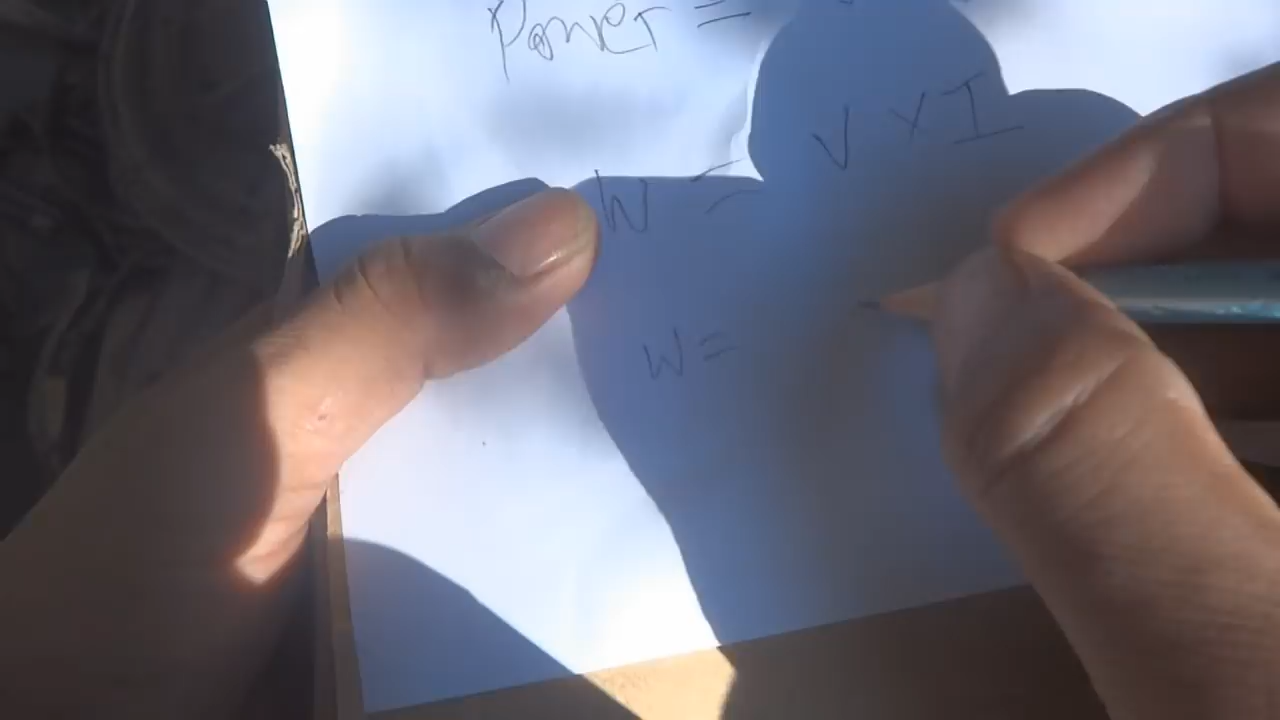 Power =
W = V × I
W =